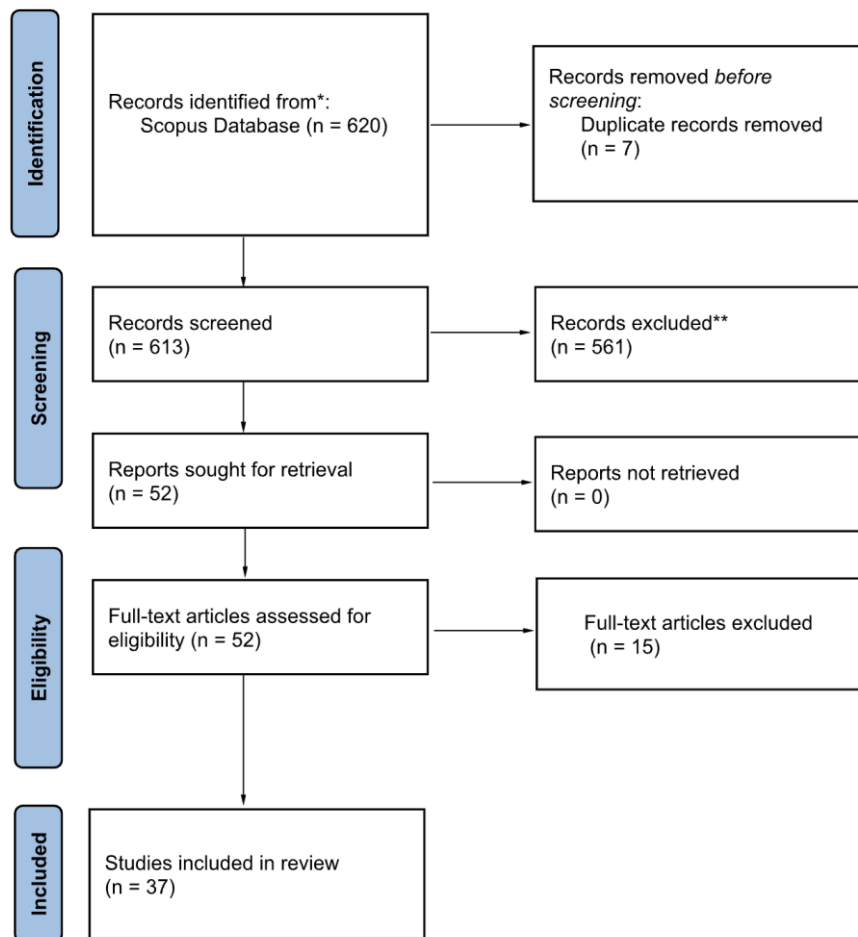 Identification
Records identified from*:
Scopus Database (n = 620)
Records removed before
screening:
Duplicate records removed
(n = 7)
Screening
Records screened
(n = 613)
Records excluded**
(n = 561)
Reports sought for retrieval
(n = 52)
Reports not retrieved
(n = 0)
Eligibility
Full-text articles assessed for
eligibility (n = 52)
Full-text articles excluded
(n = 15)
Included
Studies included in review
(n = 37)